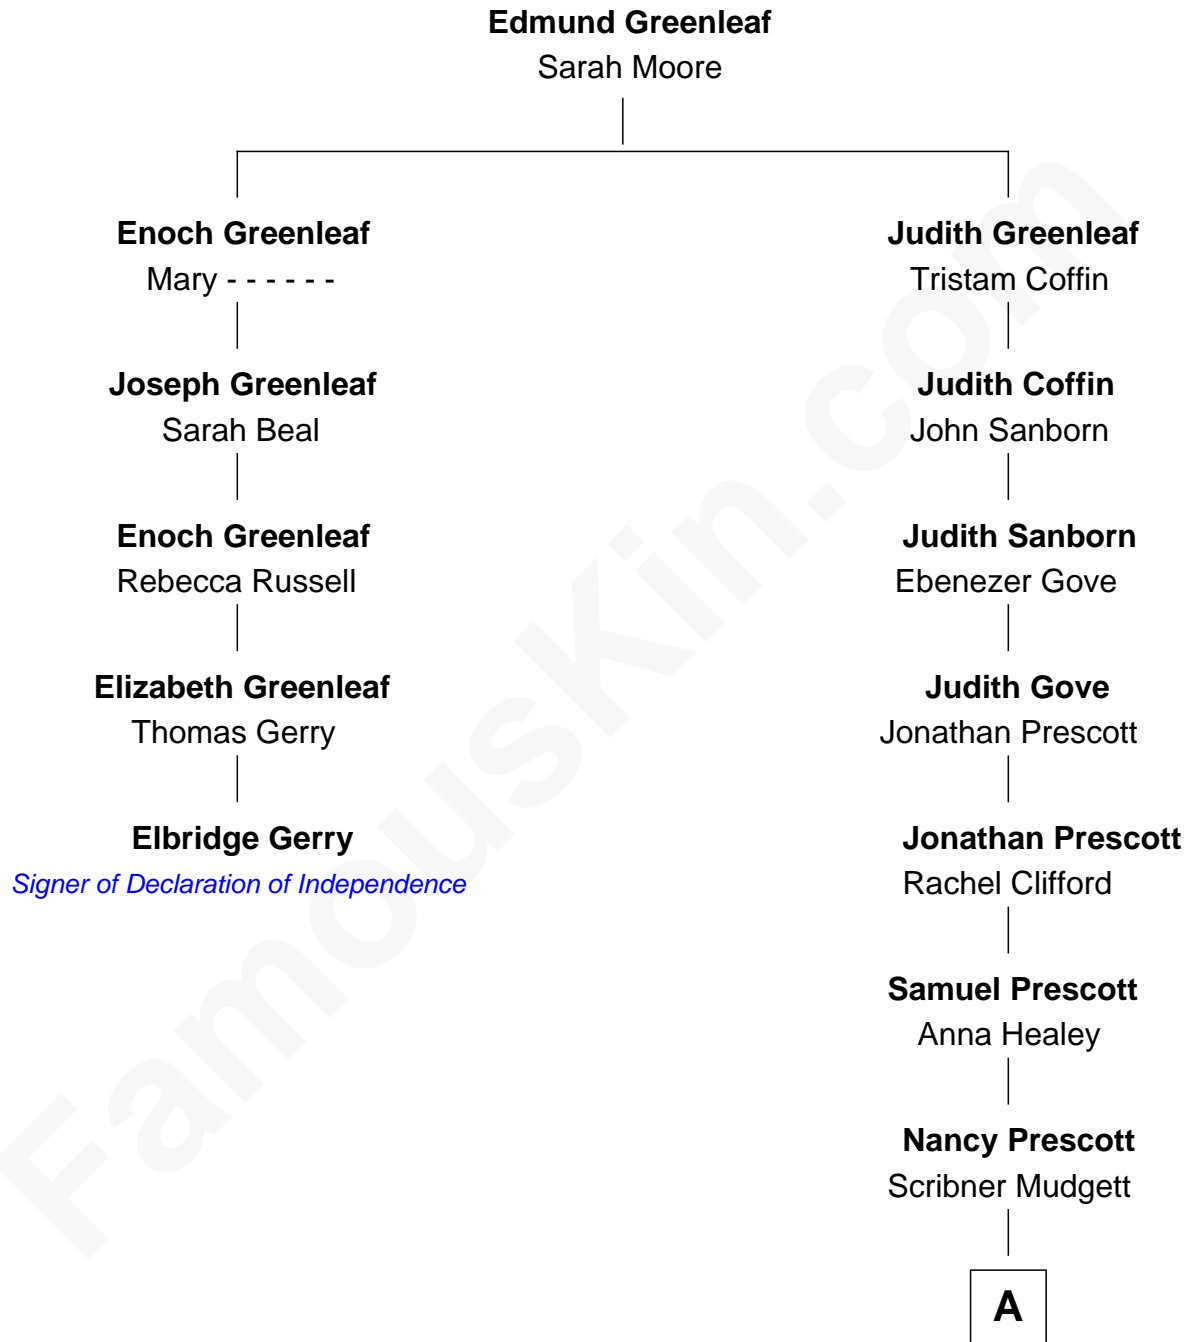 Edmund Greenleaf
Sarah Moore
Enoch Greenleaf
Mary - - - - - -
Joseph Greenleaf
Sarah Beal
Enoch Greenleaf
Rebecca Russell
Elizabeth Greenleaf
Thomas Gerry
Elbridge Gerry
Signer of Declaration of Independence
Judith Greenleaf
Tristam Coffin
Judith Coffin
John Sanborn
Judith Sanborn
Ebenezer Gove
Judith Gove
Jonathan Prescott
Jonathan Prescott
Rachel Clifford
Samuel Prescott
Anna Healey
Nancy Prescott
Scribner Mudgett
A
FamousKin.com